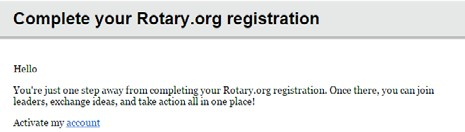 Complete your Rotary.org registration
Hello
You're just one step away from completing your Rotary.org registration. Once there, you can join
leaders, exchange ideas, and take action all in one place!
Activate my account